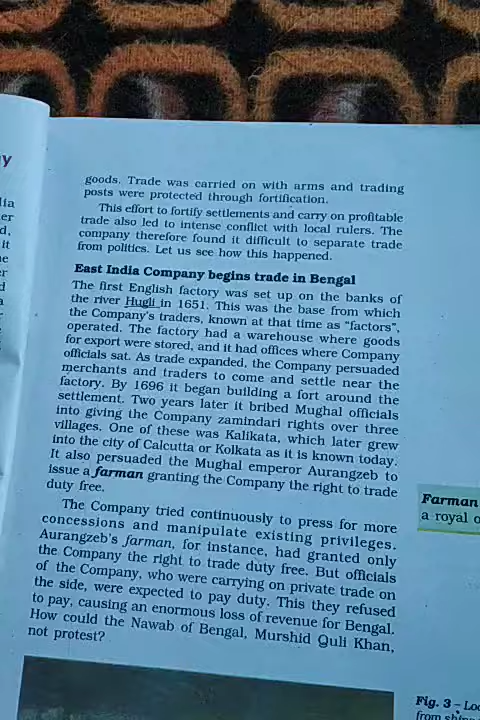 goods. Trade was carried on with arms and trading
posts were protected through fortification.
This effort to fortify settlements and carry on profitable
trade also led to intense conflict with local rulers. The
company therefore found it difficult to separate trade
from politics. Let us see how this happened.
East India Company begins trade in Bengal
The first English factory was set up on the banks of
the river Hugli in 1651. This was the base from which
the Company's traders, known at that time as "factors",
operated. The factory had a warehouse where goods
for export were stored, and it had offices where Company
officials sat. As trade expanded, the Company persuaded
merchants and traders to come and settle near the
factory. By 1696 it began building a fort around the
settlement. Two years later it bribed Mughal officials
into giving the Company zamindari rights over three
villages. One of these was Kalikata, which later grew
into the city of Calcutta or Kolkata as it is known today.
It also persuaded the Mughal emperor Aurangzeb to
issue a farman granting the Company the right to trade
duty free.
The Company tried continuously to press for more
concessions and manipulate existing privileges.
Aurangzeb's farman, for instance, had granted only
the Company the right to trade duty free. But officials
of the Company, who were carrying on private trade on
the side, were expected to pay duty. This they refused
to pay, causing an enormous loss of revenue for Bengal.
How could the Nawab of Bengal, Murshid Quli Khan,
not protest?
Farman
a royal o
Fig. 3 – Loc
from